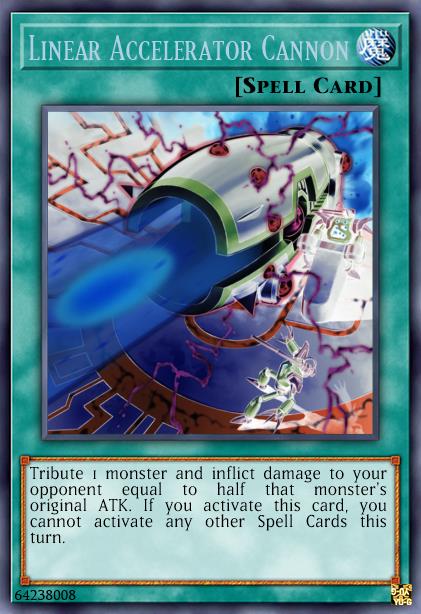 Linear Accelerator Cannon 魔
[Spell Card]
Tribute 1 monster and inflict damage to your
opponent equal to half that monster's
original ATK. If you activate this card, you
cannot activate any other Spell Cards this
turn.
64238008